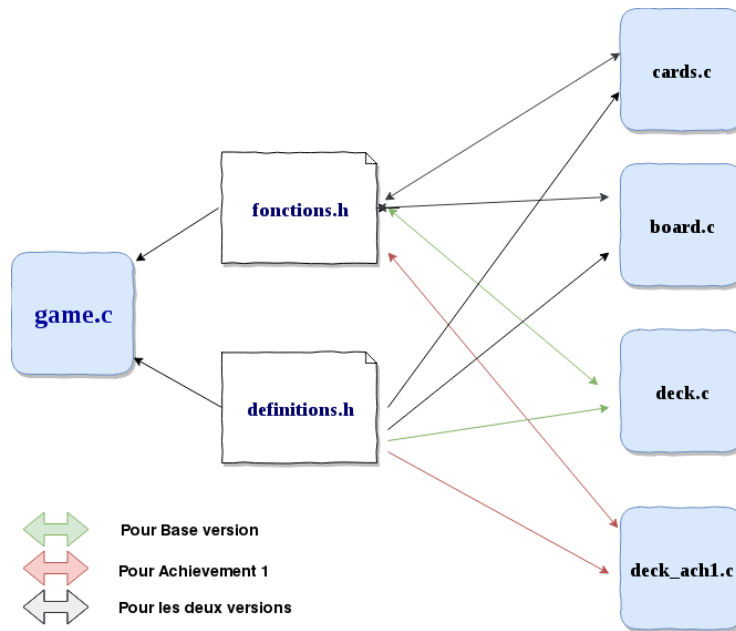 cards.c
fonctions.h
board.c
game.c
definitions.h
deck.c
Pour Base version
Pour Achievement 1
deck_ach1.c
Pour les deux versions